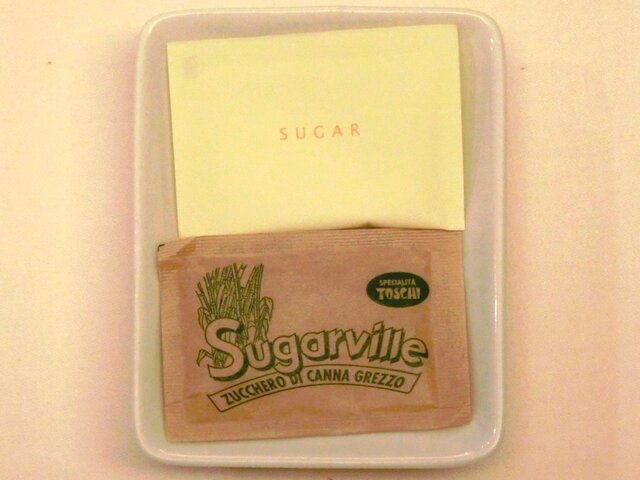 SUGAR
SPECIALITÀ
TOSCHI
Sugarville
ZUCCHERO DI CANNA GREZZO